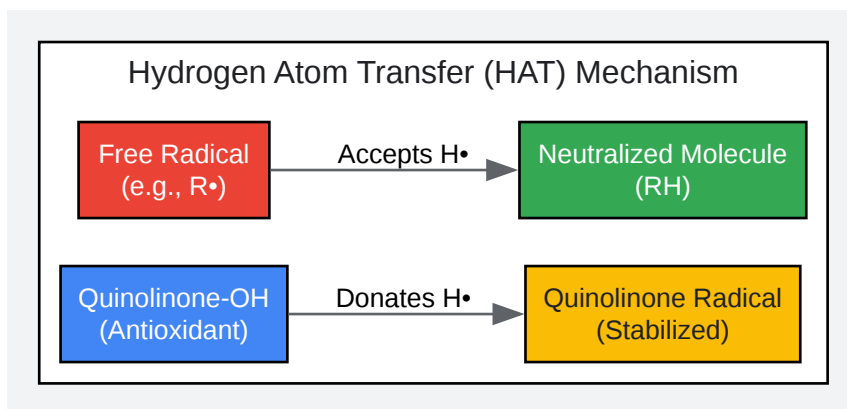 Hydrogen Atom Transfer (HAT) Mechanism
Free Radical
(e.g., R•)
Accepts H•
Neutralized Molecule
(RH)
Quinolinone-OH
(Antioxidant)
Donates H•
Quinolinone Radical
(Stabilized)